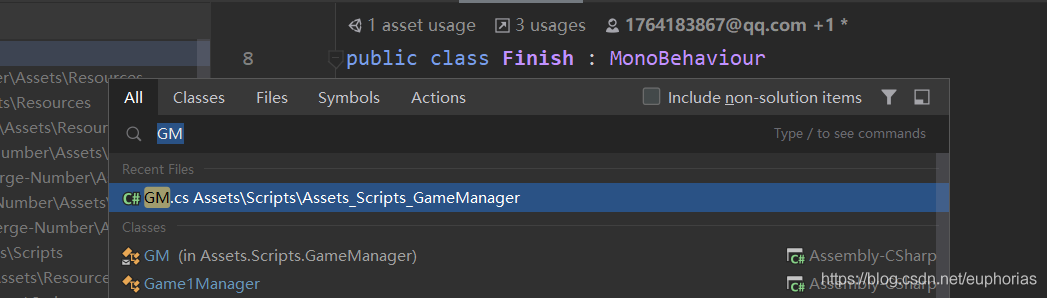 1 asset usage 3 usages 1764183867@qq.com +1 *
8 public class Finish : MonoBehaviour
er\Assets\Resources
ts\Resources
\Assets\Resour
umber\Assets\
erge-Number\A
Number\Assets
erge-Number\A
s\Scripts
Assets\Resource
All Classes Files Symbols Actions Include non-solution items
GM Type / to see commands
Recent Files
C# GM.cs Assets\Scripts\Assets_Scripts_GameManager
Classes
GM (in Assets.Scripts.GameManager) C# Assembly-CSharp
Game1Manager C# Assembly-CSharp
https://blog.csdn.net/euphorias